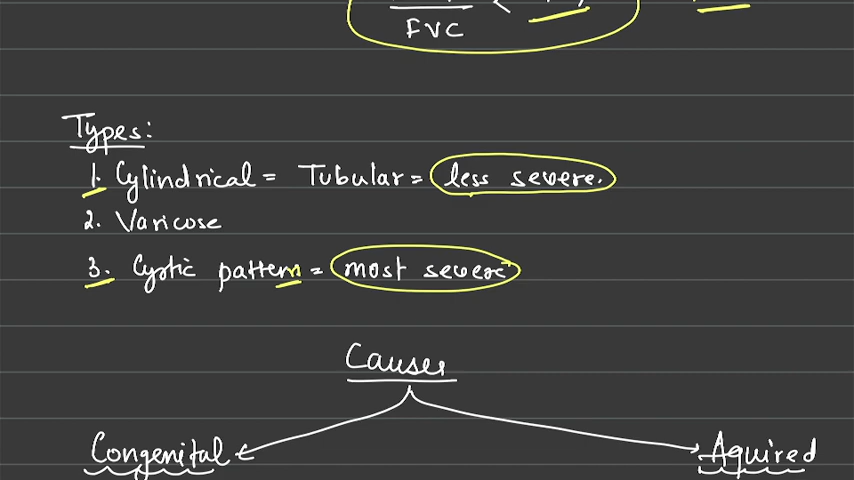 <
FVC
Types:
1. Cylindrical = Tubular = less severe.
2. Varicose
3. Cystic pattern = most severe
Causes
Congenital
Aquired